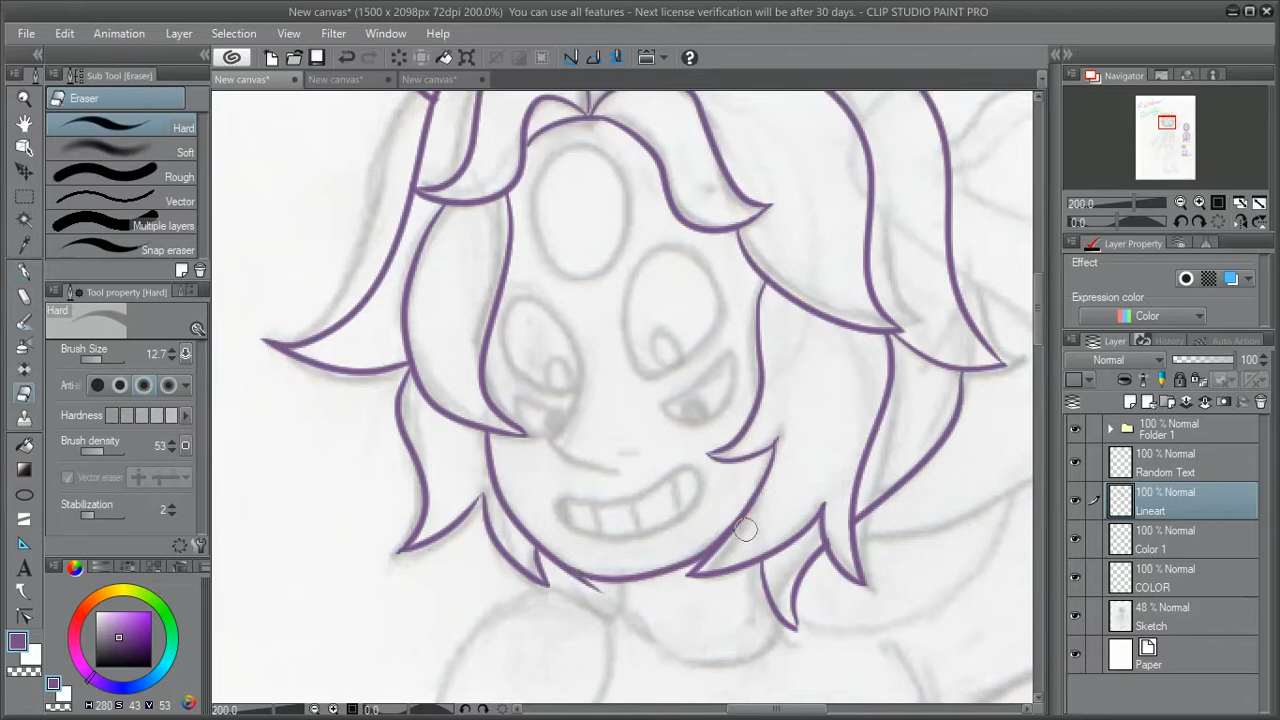 New canvas* (1500 x 2098px 72dpi 200.0%)  You can use all features - Next license verification will be after 30 days. - CLIP STUDIO PAINT PRO
File Edit Animation Layer Selection View Filter Window Help
New canvas* New canvas* New canvas*
Sub Tool [Eraser]
Eraser
Hard
Soft
Rough
Vector
Multiple layers
Snap eraser
Tool property [Hard]
Hard
Brush Size 12.7
Anti-a
Hardness
Brush density 53
Vector eraser
Stabilization 2
H 280 S 43 V 53
200.0 0.0
Navigator
200.0
0.0
Layer Property
Effect
Expression color
Color
Layer History Auto Action
Normal 100
100 % Normal
Folder 1
100 % Normal
Random Text
100 % Normal
Lineart
100 % Normal
Color 1
100 % Normal
COLOR
48 % Normal
Sketch
Paper